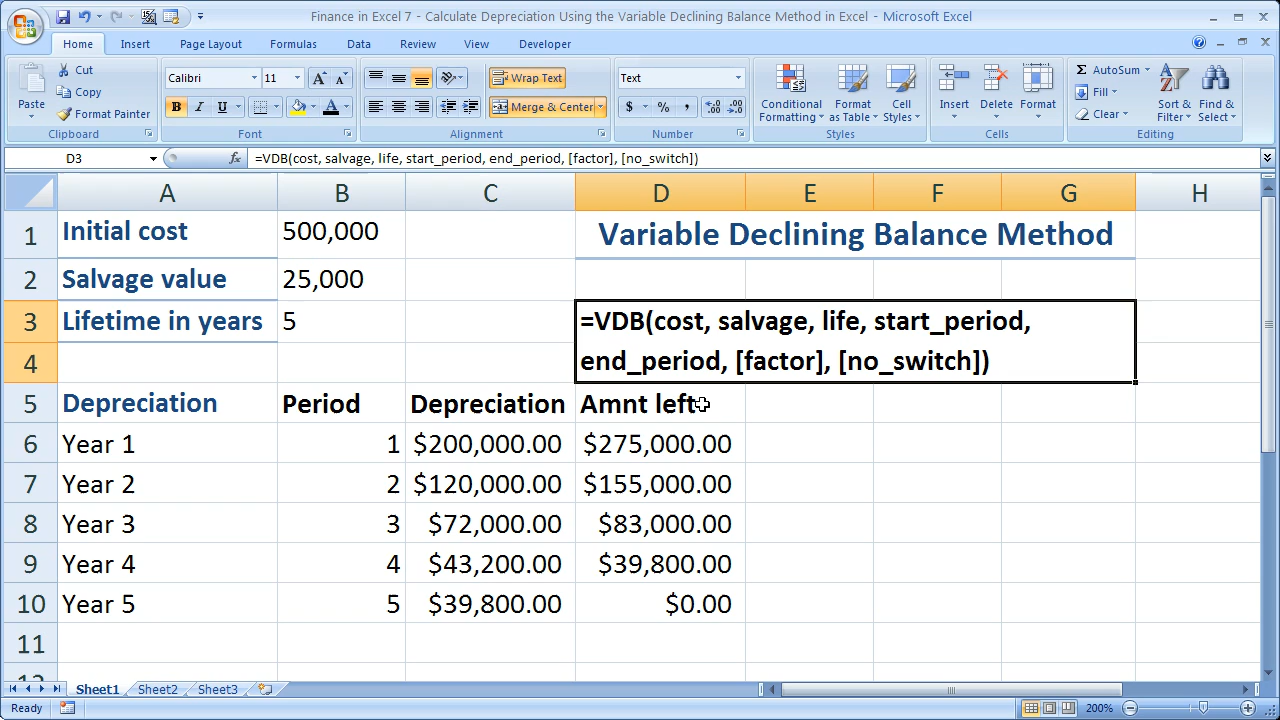 Finance in Excel 7 - Calculate Depreciation Using the Variable Declining Balance Method in Excel - Microsoft Excel
Home Insert Page Layout Formulas Data Review View Developer
Paste
Cut
Copy
Format Painter
Clipboard
Calibri 11
B I U
Font
Wrap Text
Merge & Center
Alignment
Text
$ % ,
Number
Conditional Formatting
Format as Table
Cell Styles
Styles
Insert Delete Format
Cells
Σ AutoSum
Fill
Clear
Sort & Filter
Find & Select
Editing
D3 fx =VDB(cost, salvage, life, start_period, end_period, [factor], [no_switch])
A B C D E F G H
1 Initial cost 500,000 Variable Declining Balance Method
2 Salvage value 25,000
3 Lifetime in years 5 =VDB(cost, salvage, life, start_period,
4 end_period, [factor], [no_switch])
5 Depreciation Period Depreciation Amnt left
6 Year 1 1 $200,000.00 $275,000.00
7 Year 2 2 $120,000.00 $155,000.00
8 Year 3 3 $72,000.00 $83,000.00
9 Year 4 4 $43,200.00 $39,800.00
10 Year 5 5 $39,800.00 $0.00
11
12
Sheet1 Sheet2 Sheet3
Ready 200%